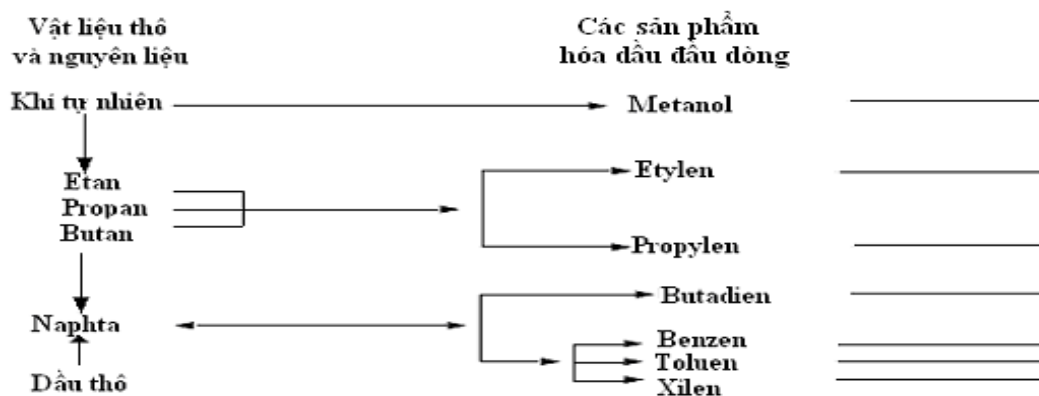 Vật liệu thô
và nguyên liệu
Các sản phẩm
hóa dầu đầu dòng
Khí tự nhiên
Metanol
Etan
Propan
Butan
Etylen
Propylen
Butadien
Naphta
Benzen
Toluen
Xilen
Dầu thô